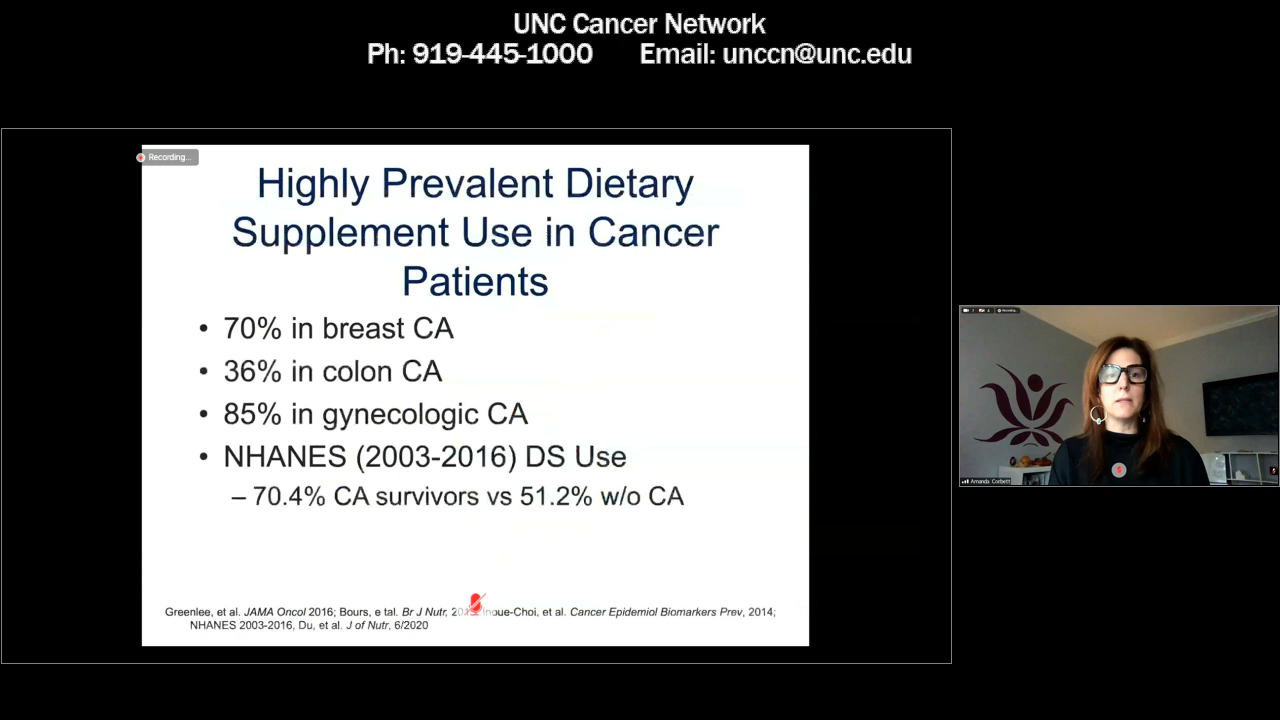 UNC Cancer Network
Ph: 919-445-1000 Email: unccn@unc.edu
Recording...
Highly Prevalent Dietary
Supplement Use in Cancer
Patients
• 70% in breast CA
• 36% in colon CA
• 85% in gynecologic CA
• NHANES (2003-2016) DS Use
– 70.4% CA survivors vs 51.2% w/o CA
Greenlee, et al. JAMA Oncol 2016; Bours, e tal. Br J Nutr, Inoue-Choi, et al. Cancer Epidemiol Biomarkers Prev, 2014;
NHANES 2003-2016, Du, et al. J of Nutr, 6/2020
Recording...
Amanda Corbett